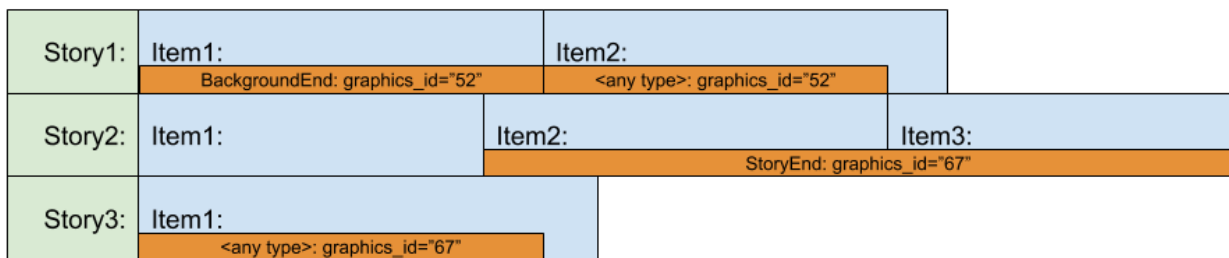 Story1: Item1: Item2:
BackgroundEnd: graphics_id=”52” <any type>: graphics_id=”52”
Story2: Item1: Item2: Item3:
StoryEnd: graphics_id=”67”
Story3: Item1:
<any type>: graphics_id=”67”